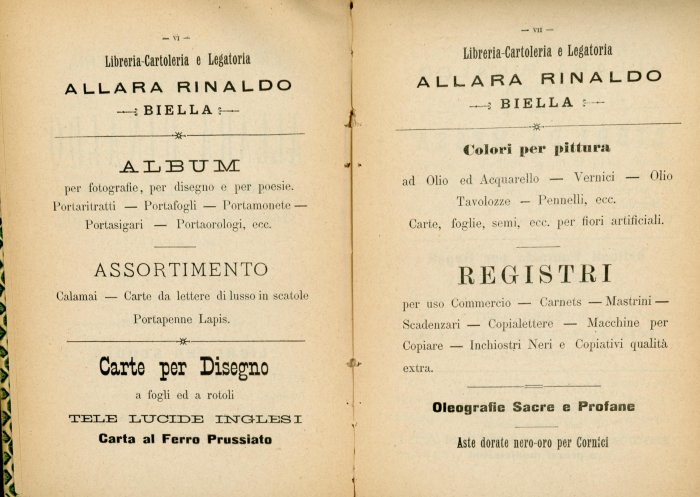 — VI —
Libreria-Cartoleria e Legatoria
ALLARA RINALDO
BIELLA
ALBUM
per fotografie, per disegno e per poesie.
Portaritratti — Portafogli — Portamonete —
Portasigari — Portaorologi, ecc.
ASSORTIMENTO
Calamai — Carte da lettere di lusso in scatole
Portapenne Lapis.
Carte per Disegno
a fogli ed a rotoli
TELE LUCIDE INGLESI
Carta al Ferro Prussiato
— VII —
Libreria-Cartoleria e Legatoria
ALLARA RINALDO
BIELLA
Colori per pittura
ad Olio ed Acquarello — Vernici — Olio
Tavolozze — Pennelli, ecc.
Carte, foglie, semi, ecc. per fiori artificiali.
REGISTRI
per uso Commercio — Carnets — Mastrini —
Scadenzari — Copialettere — Macchine per
Copiare — Inchiostri Neri e Copiativi qualità
extra.
Oleografie Sacre e Profane
Aste dorate nero-oro per Cornici